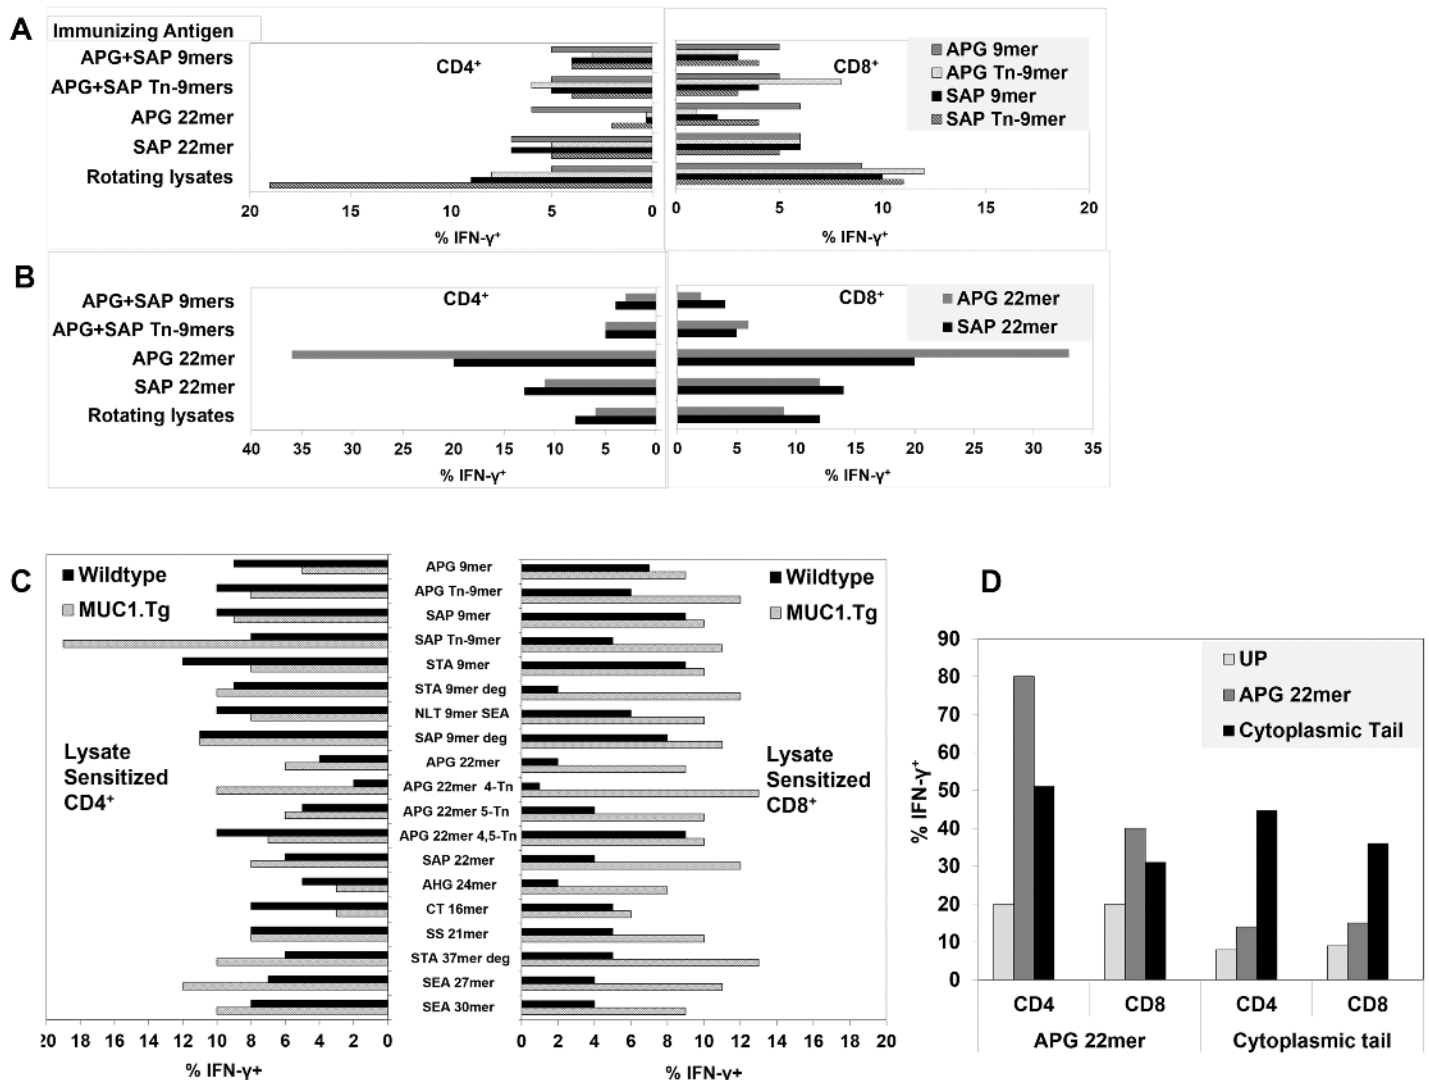 A
Immunizing Antigen
APG+SAP 9mers
APG+SAP Tn-9mers
APG 22mer
SAP 22mer
Rotating lysates
CD4+
CD8+
APG 9mer
APG Tn-9mer
SAP 9mer
SAP Tn-9mer
20 15 10 5 0
0 5 10 15 20
% IFN-γ+
% IFN-γ+
B
APG+SAP 9mers
APG+SAP Tn-9mers
APG 22mer
SAP 22mer
Rotating lysates
CD4+
CD8+
APG 22mer
SAP 22mer
40 35 30 25 20 15 10 5 0
0 5 10 15 20 25 30 35
% IFN-γ+
% IFN-γ+
C
Wildtype
MUC1.Tg
Lysate
Sensitized
CD4+
APG 9mer
APG Tn-9mer
SAP 9mer
SAP Tn-9mer
STA 9mer
STA 9mer deg
NLT 9mer SEA
SAP 9mer deg
APG 22mer
APG 22mer 4-Tn
APG 22mer 5-Tn
APG 22mer 4,5-Tn
SAP 22mer
AHG 24mer
CT 16mer
SS 21mer
STA 37mer deg
SEA 27mer
SEA 30mer
Wildtype
MUC1.Tg
Lysate
Sensitized
CD8+
20 18 16 14 12 10 8 6 4 2 0
0 2 4 6 8 10 12 14 16 18 20
% IFN-γ+
% IFN-γ+
D
% IFN-γ+
90
80
70
60
50
40
30
20
10
0
UP
APG 22mer
Cytoplasmic Tail
CD4 CD8 CD4 CD8
APG 22mer Cytoplasmic tail